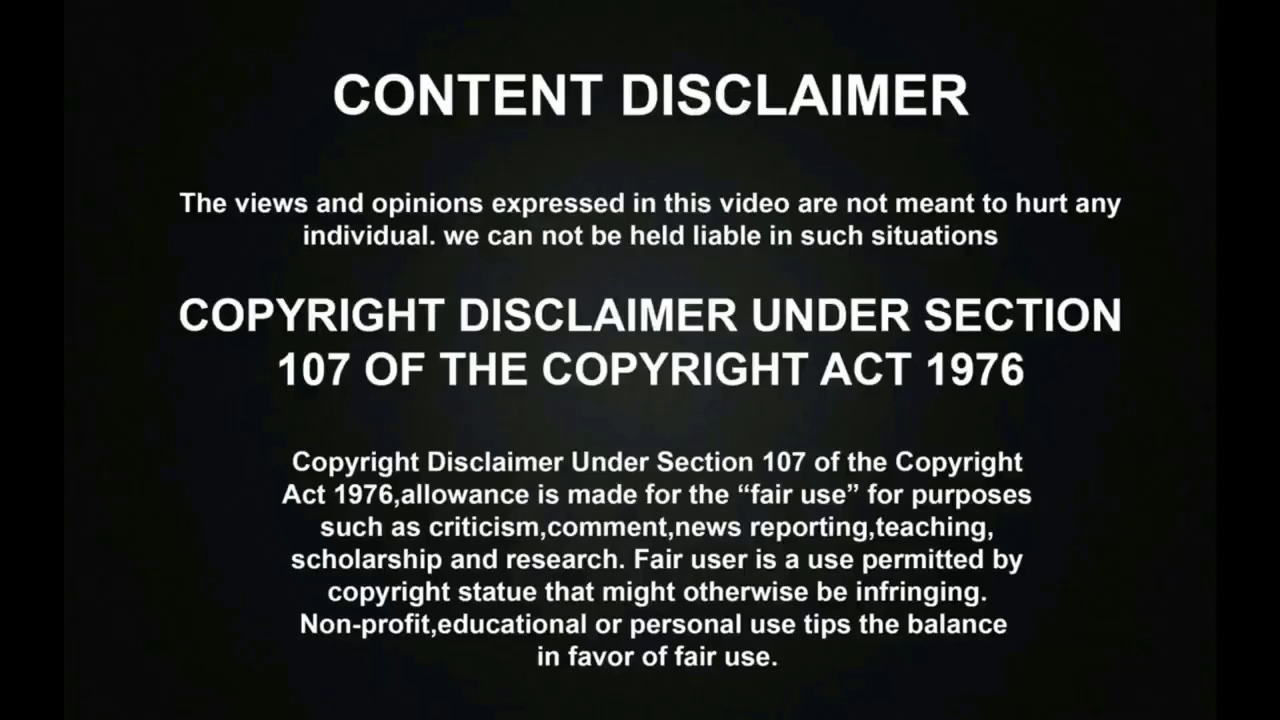 CONTENT DISCLAIMER
The views and opinions expressed in this video are not meant to hurt any
individual. we can not be held liable in such situations
COPYRIGHT DISCLAIMER UNDER SECTION
107 OF THE COPYRIGHT ACT 1976
Copyright Disclaimer Under Section 107 of the Copyright
Act 1976,allowance is made for the “fair use” for purposes
such as criticism,comment,news reporting,teaching,
scholarship and research. Fair user is a use permitted by
copyright statue that might otherwise be infringing.
Non-profit,educational or personal use tips the balance
in favor of fair use.